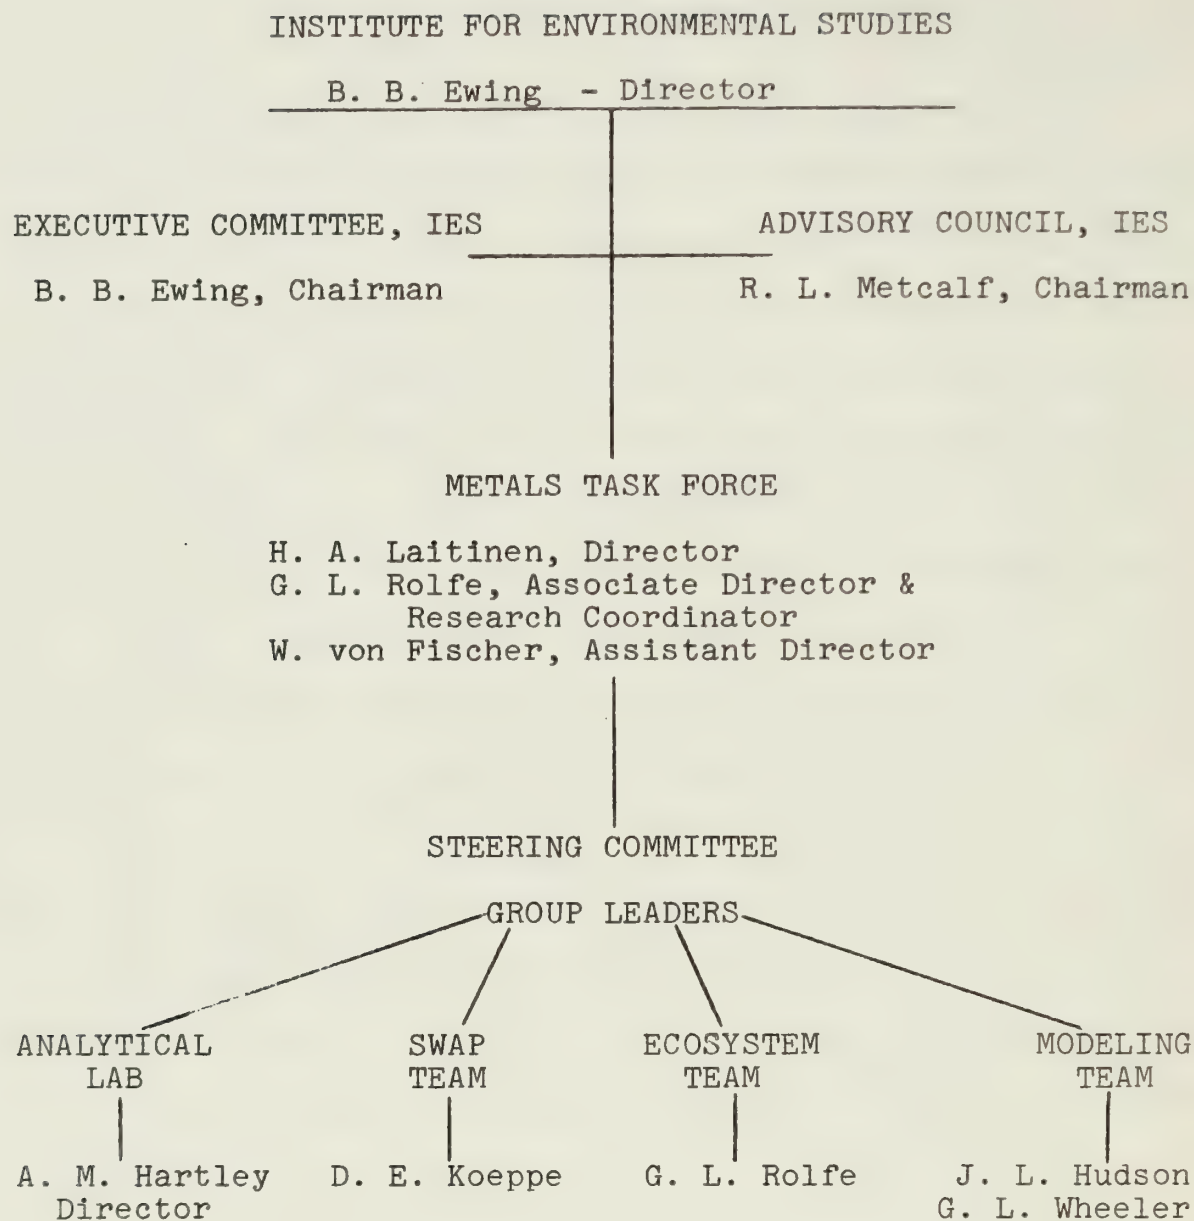 INSTITUTE FOR ENVIRONMENTAL STUDIES
B. B. Ewing - Director
EXECUTIVE COMMITTEE, IES
B. B. Ewing, Chairman
ADVISORY COUNCIL, IES
R. L. Metcalf, Chairman
METALS TASK FORCE
H. A. Laitinen, Director
G. L. Rolfe, Associate Director &
Research Coordinator
W. von Fischer, Assistant Director
STEERING COMMITTEE
GROUP LEADERS
ANALYTICAL
LAB
SWAP
TEAM
ECOSYSTEM
TEAM
MODELING
TEAM
A. M. Hartley
Director
D. E. Koeppe
G. L. Rolfe
J. L. Hudson
G. L. Wheeler